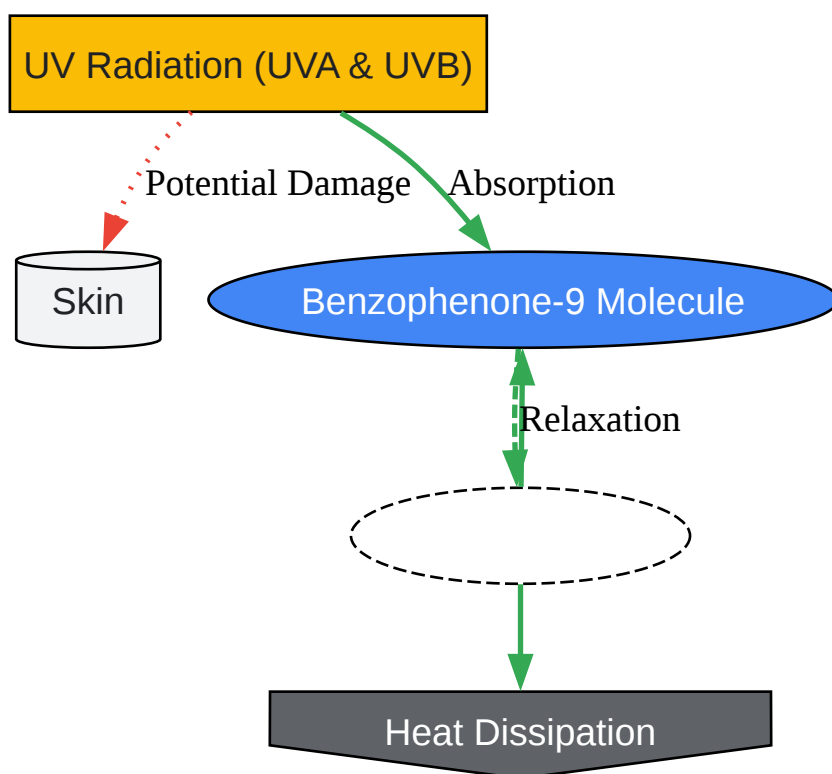 UV Radiation (UVA & UVB)
Potential Damage
Absorption
Skin
Benzophenone-9 Molecule
Relaxation
Heat Dissipation